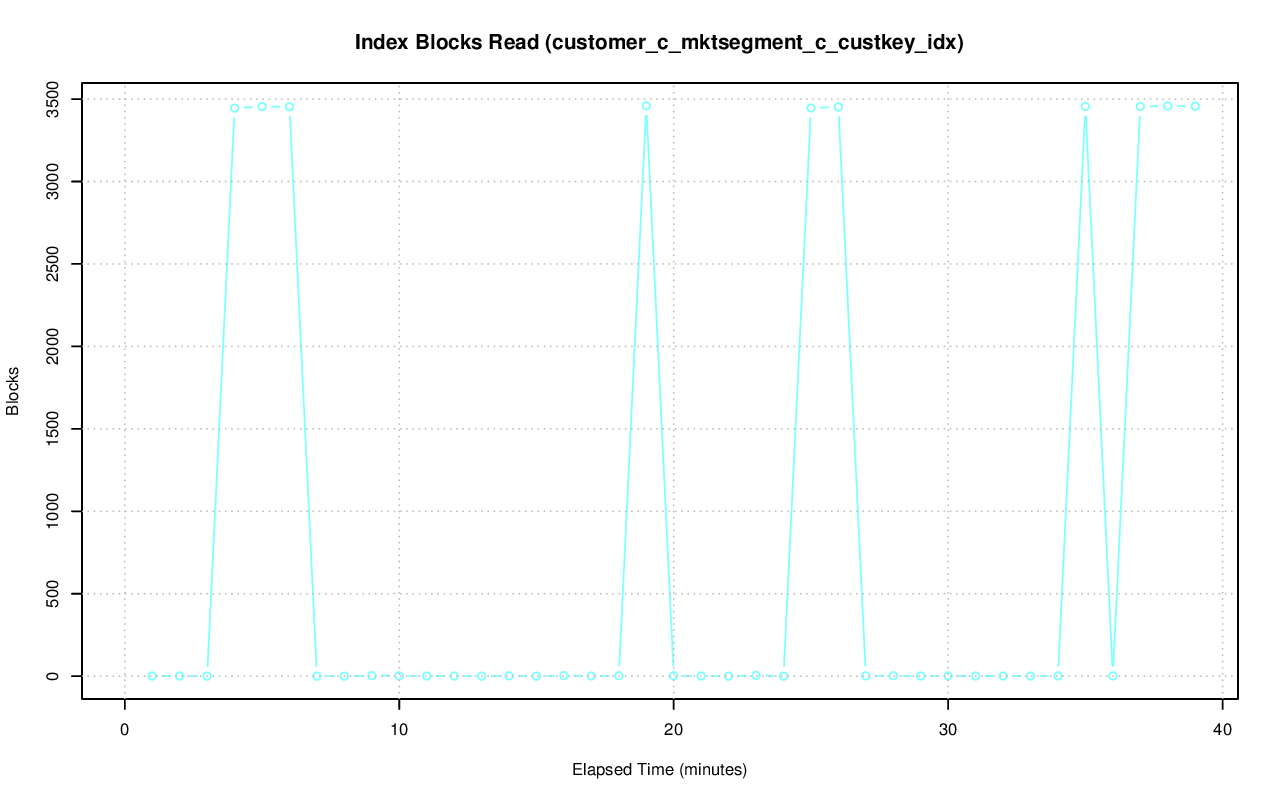 Index Blocks Read (customer_c_mktsegment_c_custkey_idx)
Blocks
3500
3000
2500
2000
1500
1000
500
0
0 10 20 30 40
Elapsed Time (minutes)